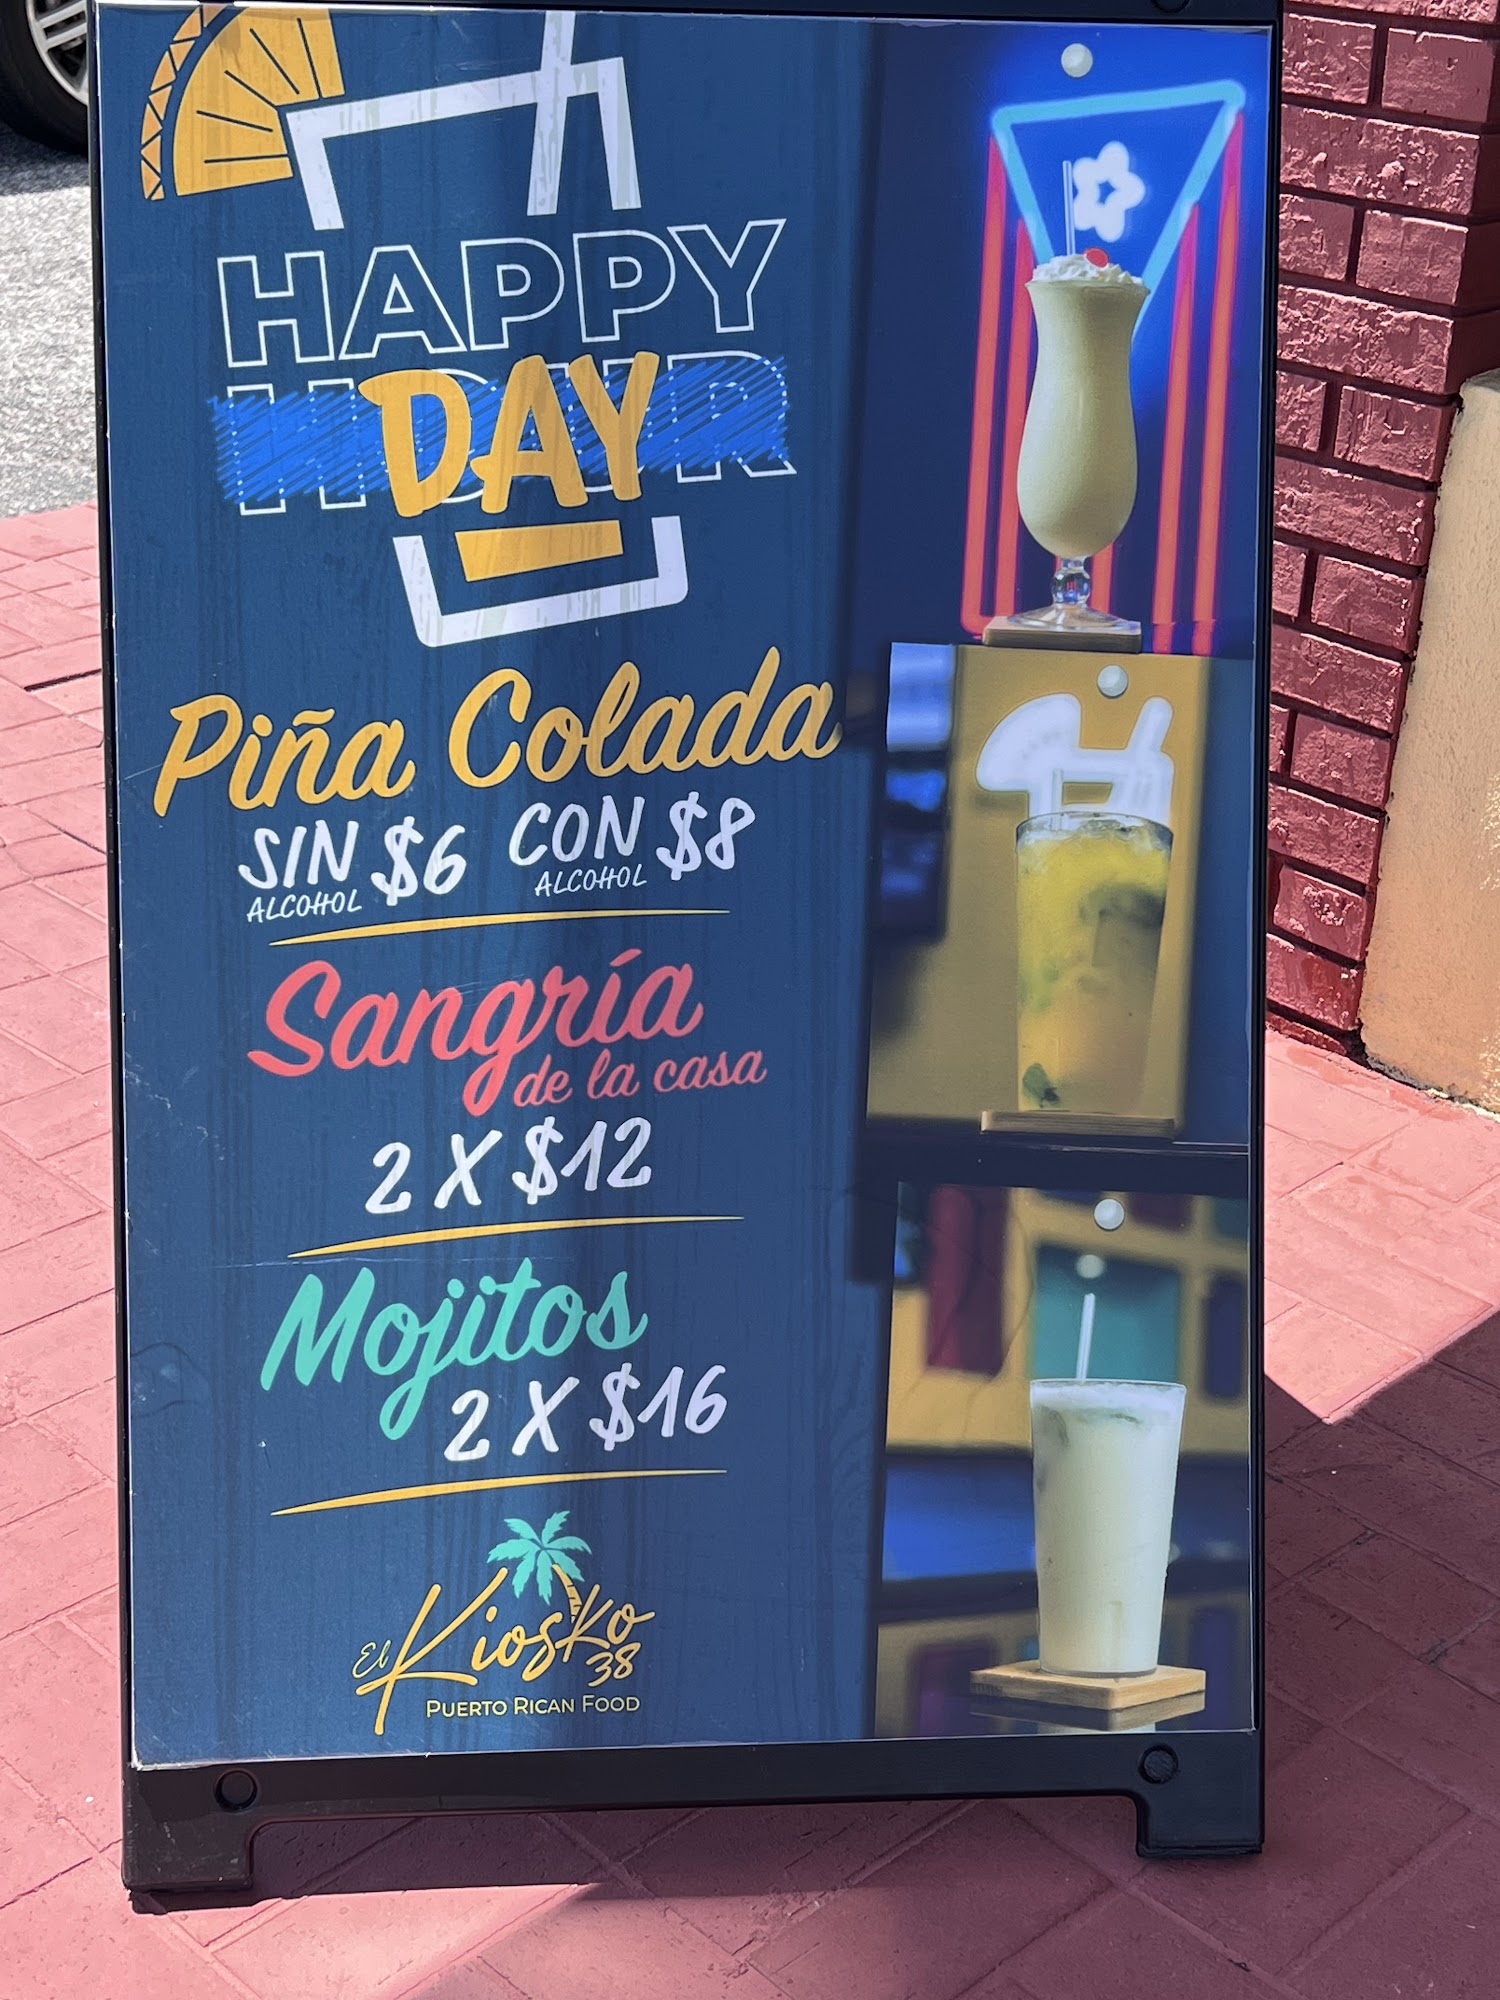 HAPPY
HOUR
DAY
Piña Colada
SIN ALCOHOL $6 CON ALCOHOL $8
Sangría
de la casa
2 X $12
Mojitos
2 X $16
El Kiosko
38
PUERTO RICAN FOOD